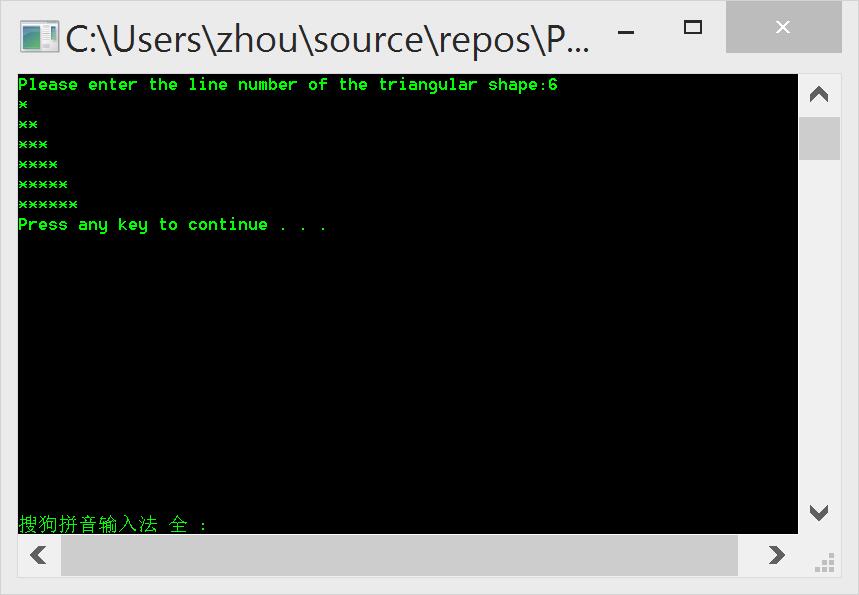 C:\Users\zhou\source\repos\P...
Please enter the line number of the triangular shape:6
*
**
***
****
*****
******
Press any key to continue . . .
搜狗拼音输入法 全 :